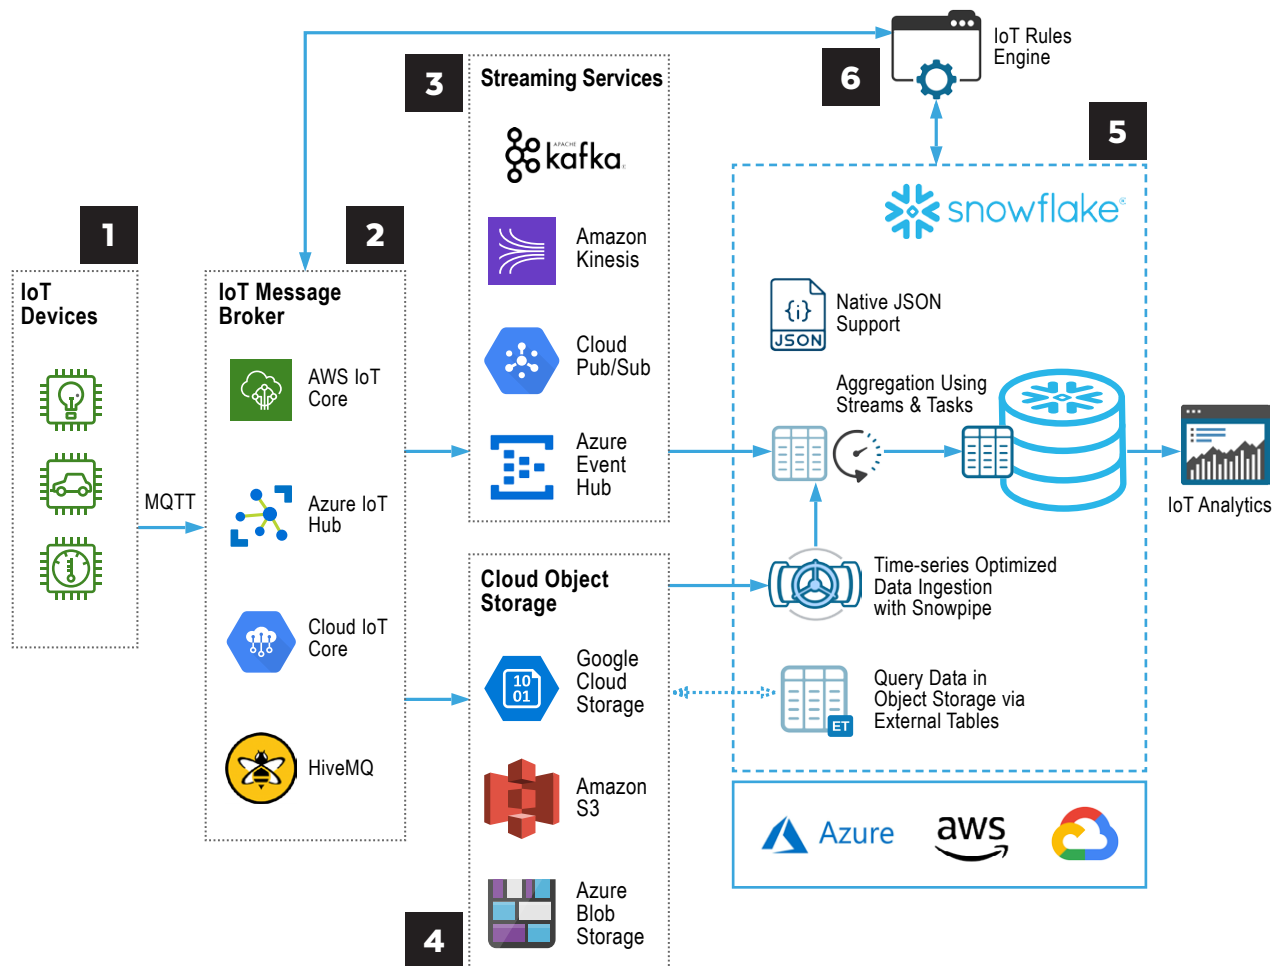 6
IoT Rules
Engine
3
Streaming Services
APACHE
kafka
Amazon
Kinesis
Cloud
Pub/Sub
Azure
Event
Hub
1
IoT
Devices
MQTT
2
IoT Message
Broker
AWS IoT
Core
Azure IoT
Hub
Cloud IoT
Core
HiveMQ
4
Cloud Object
Storage
10
01
Google
Cloud
Storage
Amazon
S3
Azure
Blob
Storage
5
snowflake®
{i}
JSON
Native JSON
Support
Aggregation Using
Streams & Tasks
Time-series Optimized
Data Ingestion
with Snowpipe
ET
Query Data in
Object Storage via
External Tables
Azure
aws
IoT Analytics